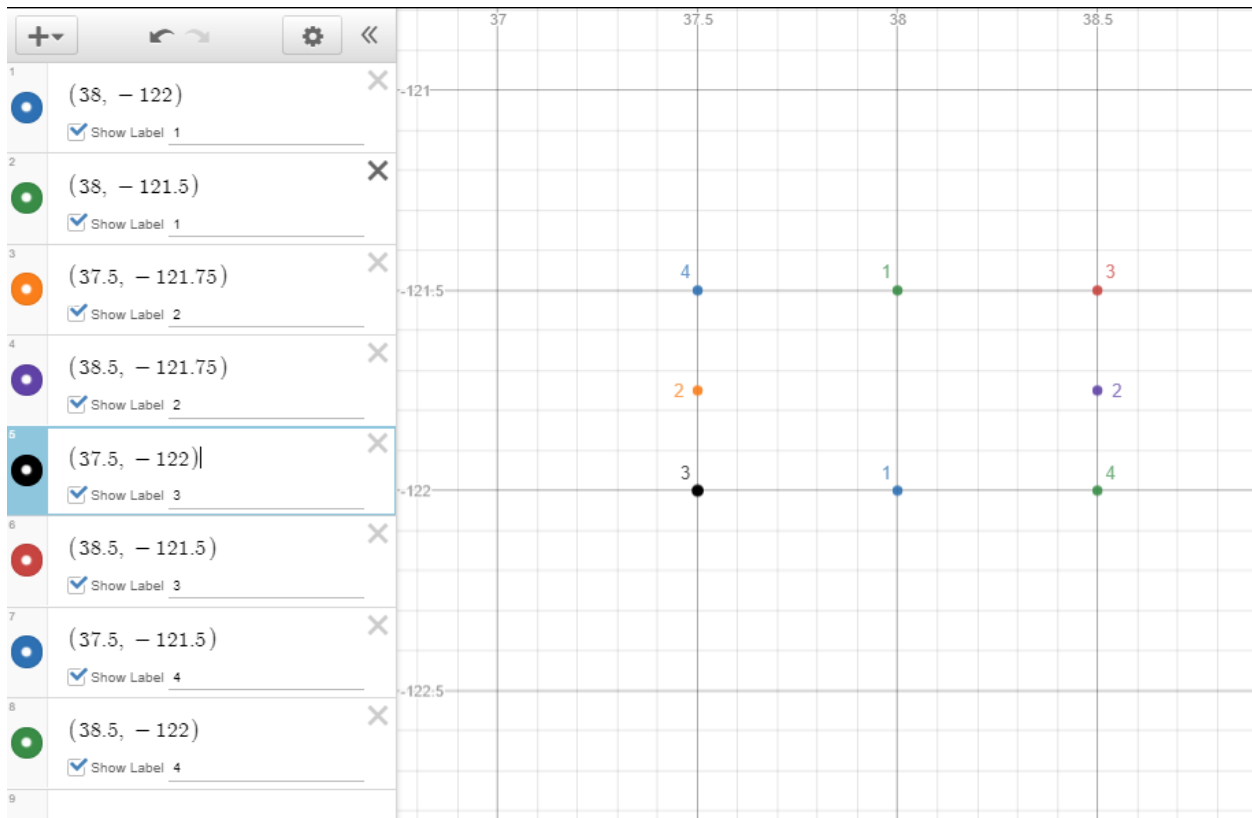 1
(38, −122)
Show Label 1
2
(38, −121.5)
Show Label 1
3
(37.5, −121.75)
Show Label 2
4
(38.5, −121.75)
Show Label 2
5
(37.5, −122)
Show Label 3
6
(38.5, −121.5)
Show Label 3
7
(37.5, −121.5)
Show Label 4
8
(38.5, −122)
Show Label 4
9
37 37.5 38 38.5
-121
4 1 3
-121.5
2 2
3 1 4
-122
-122.5